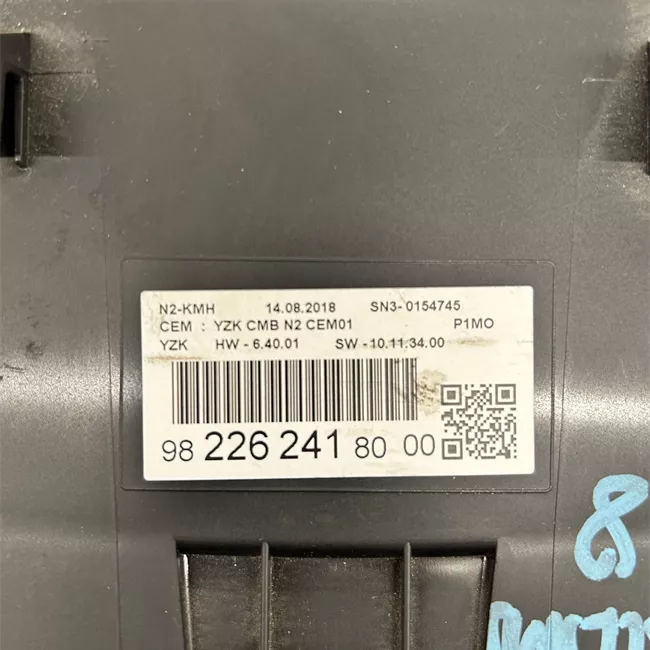 N2-KMH 14.08.2018 SN3-0154745
CEM : YZK CMB N2 CEM01 P1MO
YZK HW - 6.40.01 SW - 10.11.34.00
98 226 241 80 00
8